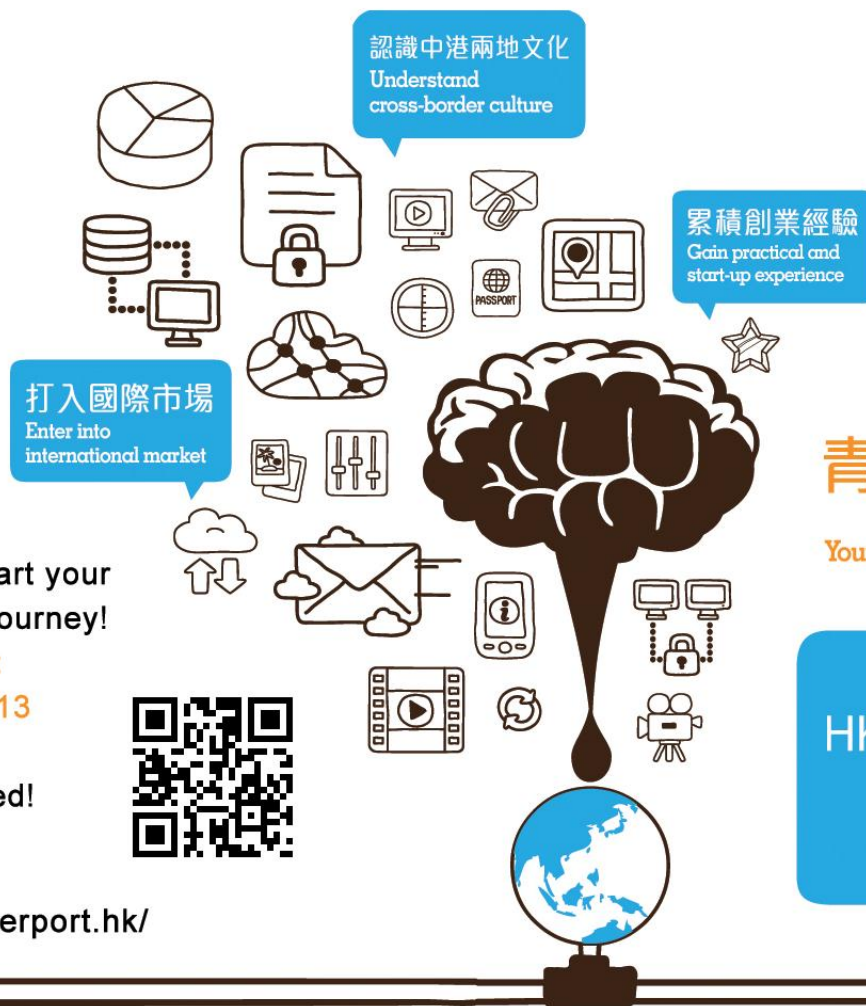 認識中港兩地文化
Understand
cross-border culture
累積創業經驗
Gain practical and
start-up experience
PASSPORT
打入國際市場
Enter into
international market
青
You
art your
ourney!
13
ed!
erport.hk/
HK